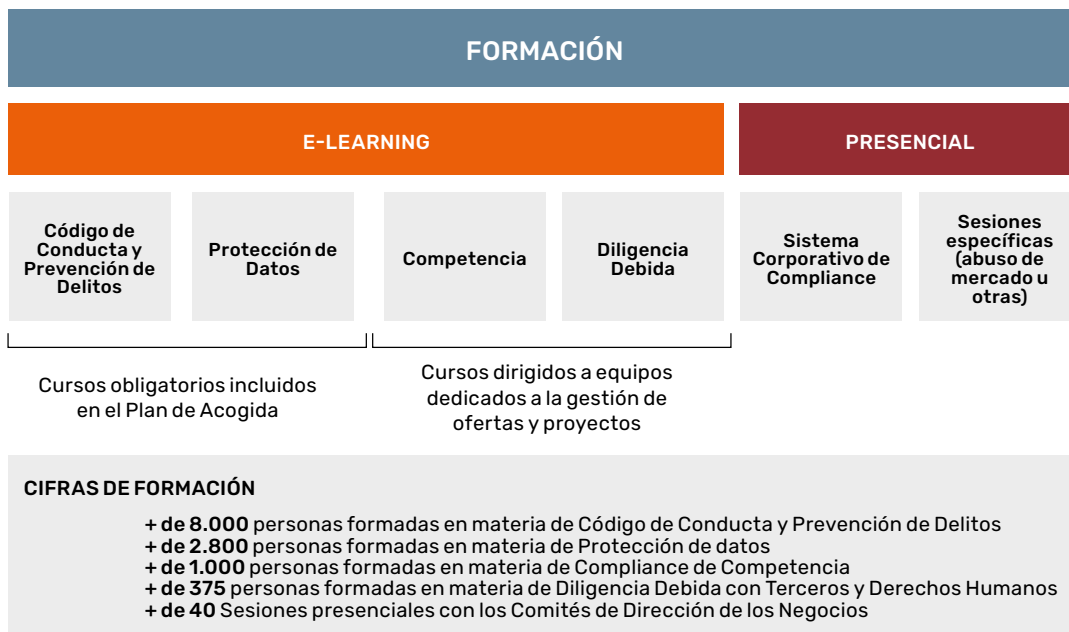 FORMACIÓN
E-LEARNING
PRESENCIAL
Código de
Conducta y
Prevención de
Delitos
Protección de
Datos
Competencia
Diligencia
Debida
Sistema
Corporativo de
Compliance
Sesiones
específicas
(abuso de
mercado u
otras)
Cursos obligatorios incluidos
en el Plan de Acogida
Cursos dirigidos a equipos
dedicados a la gestión de
ofertas y proyectos
CIFRAS DE FORMACIÓN
+ de 8.000 personas formadas en materia de Código de Conducta y Prevención de Delitos
+ de 2.800 personas formadas en materia de Protección de datos
+ de 1.000 personas formadas en materia de Compliance de Competencia
+ de 375 personas formadas en materia de Diligencia Debida con Terceros y Derechos Humanos
+ de 40 Sesiones presenciales con los Comités de Dirección de los Negocios